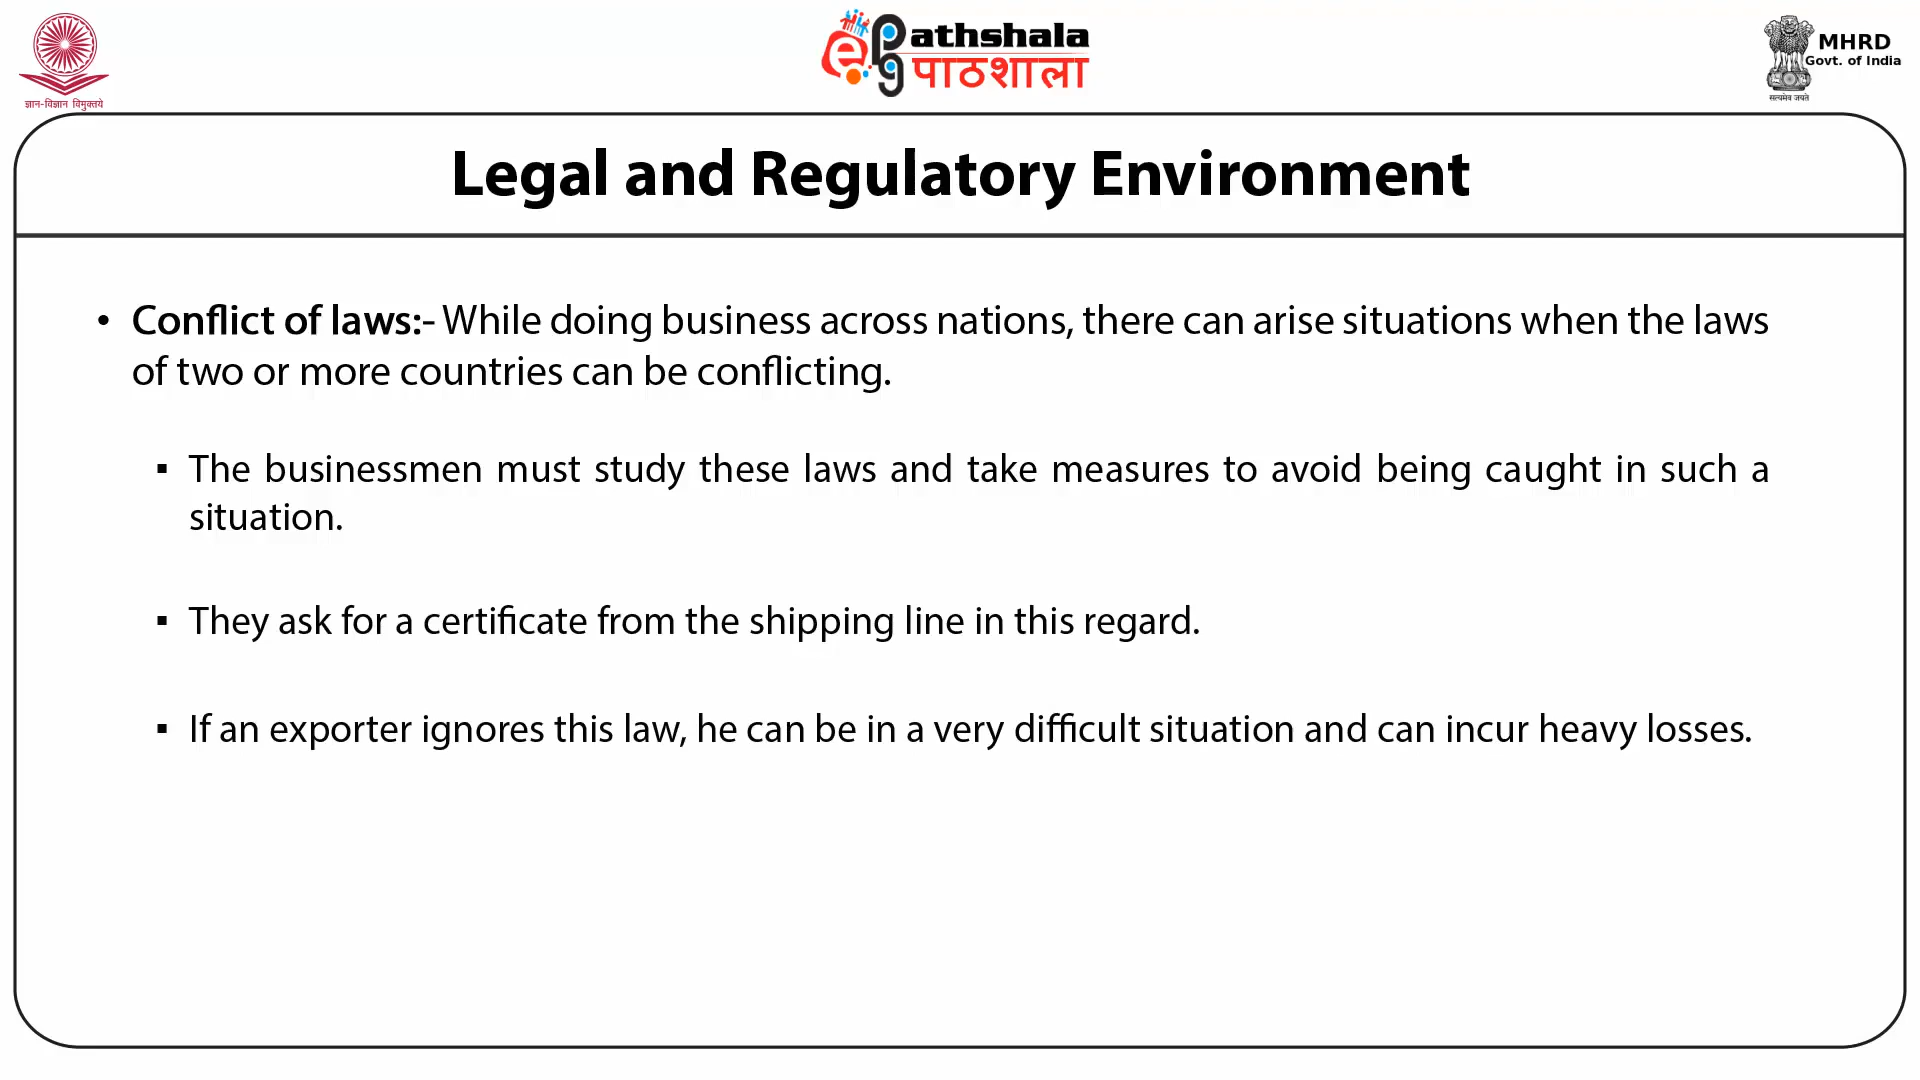 ज्ञान-विज्ञान विमुक्तये
ePathshala
पाठशाला
MHRD
Govt. of India
सत्यमेव जयते
Legal and Regulatory Environment
• Conflict of laws:- While doing business across nations, there can arise situations when the laws
of two or more countries can be conflicting.
▪ The businessmen must study these laws and take measures to avoid being caught in such a
situation.
▪ They ask for a certificate from the shipping line in this regard.
▪ If an exporter ignores this law, he can be in a very difficult situation and can incur heavy losses.